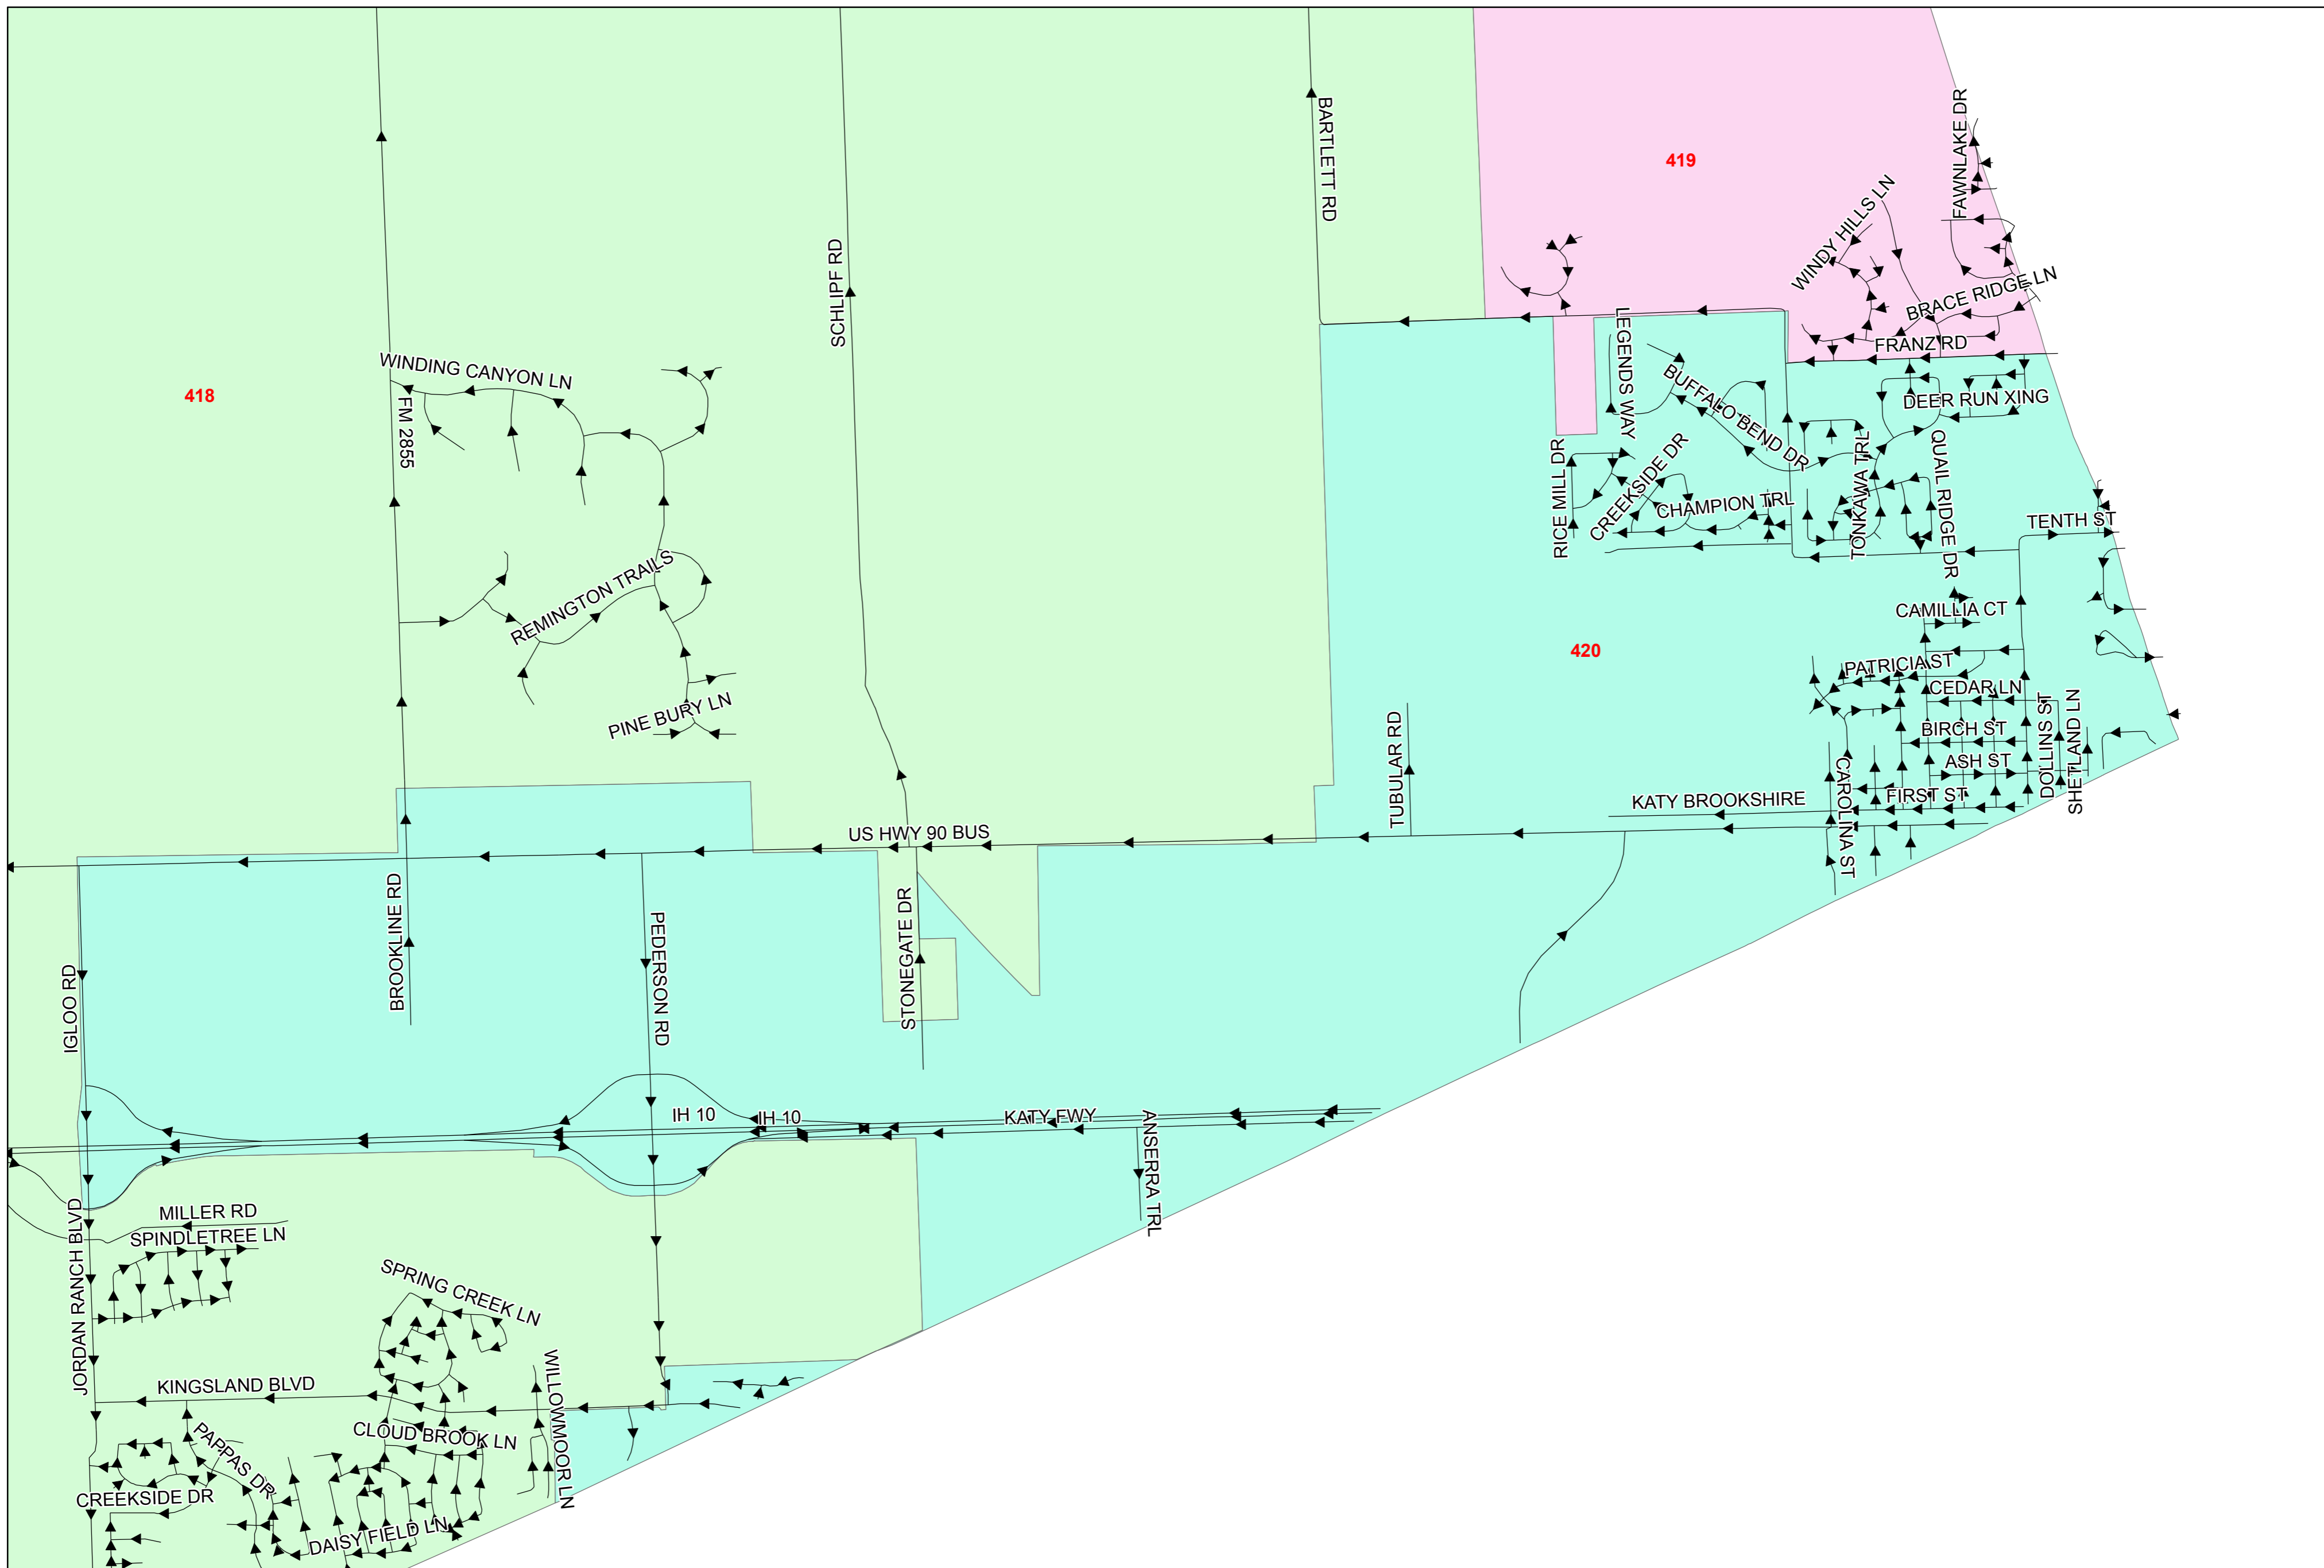 FAWNLAKE DR
BARTLETT RD
419
WINDY HILLS LN
SCHLIPF RD
BRACE RIDGE LN
LEGENDS WAY
FRANZ RD
WINDING CANYON LN
418
FM 2855
BUFFALO BEND DR
DEER RUN XING
RICE MILL DR
CREEKSIDE DR
TONKAWA TRL
QUAIL RIDGE DR
CHAMPION TRL
TENTH ST
REMINGTON TRAILS
CAMILLIA CT
420
PATRICIA ST
CEDAR LN
PINE BURY LN
BIRCH ST
DOLLINS ST
SHETLAND LN
TUBULAR RD
ASH ST
CAROLINA ST
KATY BROOKSHIRE
FIRST ST
US HWY 90 BUS
BROOKLINE RD
STONEGATE DR
PEDERSON RD
IGLOO RD
IH 10
IH 10
KATY FWY
ANSERRA TRL
MILLER RD
SPINDLETREE LN
JORDAN RANCH BLVD
SPRING CREEK LN
KINGSLAND BLVD
WILLOWMOOR LN
CLOUD BROOK LN
PAPPAS DR
CREEKSIDE DR
DAISY FIELD LN